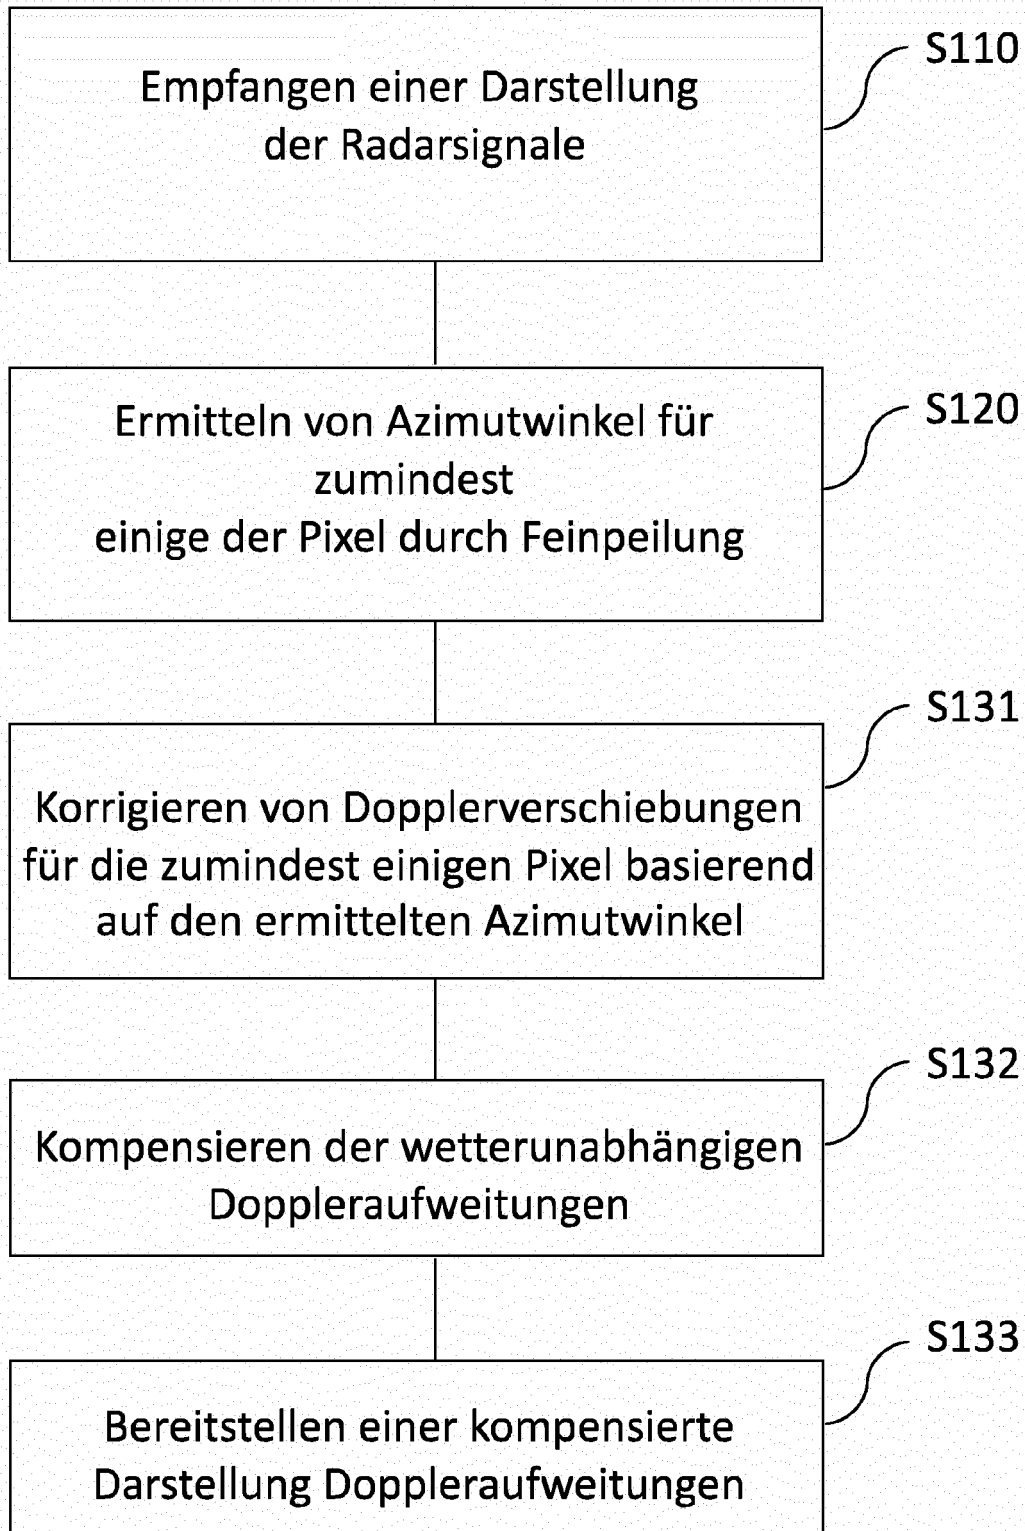 Empfangen einer Darstellung
der Radarsignale
S110
Ermitteln von Azimutwinkel für
zumindest
einige der Pixel durch Feinpeilung
S120
Korrigieren von Dopplerverschiebungen
für die zumindest einigen Pixel basierend
auf den ermittelten Azimutwinkel
S131
Kompensieren der wetterunabhängigen
Doppleraufweitungen
S132
Bereitstellen einer kompensierte
Darstellung Doppleraufweitungen
S133